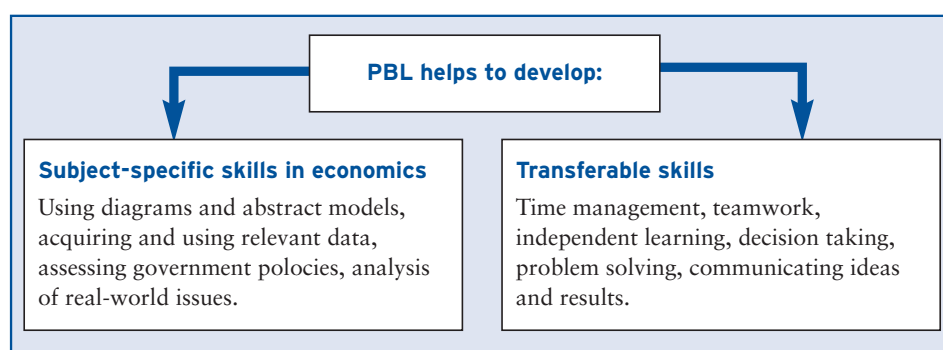 PBL helps to develop:
Subject-specific skills in economics
Using diagrams and abstract models,
acquiring and using relevant data,
assessing government polocies, analysis
of real-world issues.
Transferable skills
Time management, teamwork,
independent learning, decision taking,
problem solving, communicating ideas
and results.